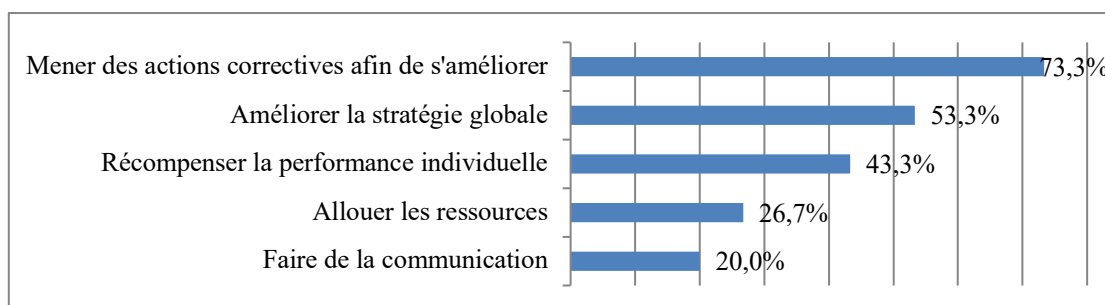 Mener des actions correctives afin de s'améliorer 73,3%
Améliorer la stratégie globale 53,3%
Récompenser la performance individuelle 43,3%
Allouer les ressources 26,7%
Faire de la communication 20,0%